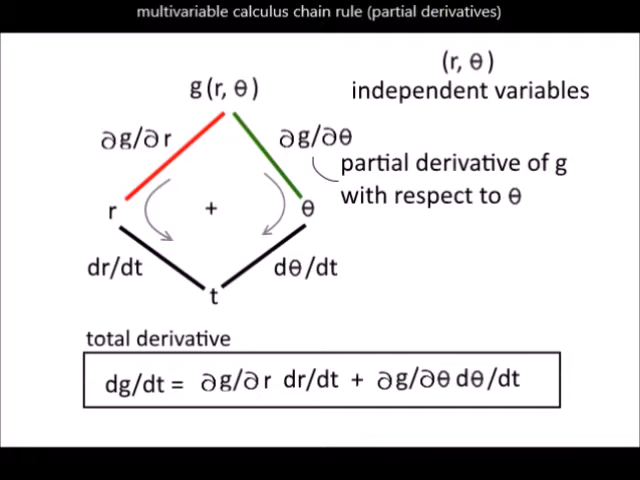 multivariable calculus chain rule (partial derivatives)
(r, θ)
independent variables
g (r, θ)
∂g/∂r
∂g/∂θ
partial derivative of g
with respect to θ
r
+
θ
dr/dt
dθ/dt
t
total derivative
dg/dt = ∂g/∂r dr/dt + ∂g/∂θ dθ/dt